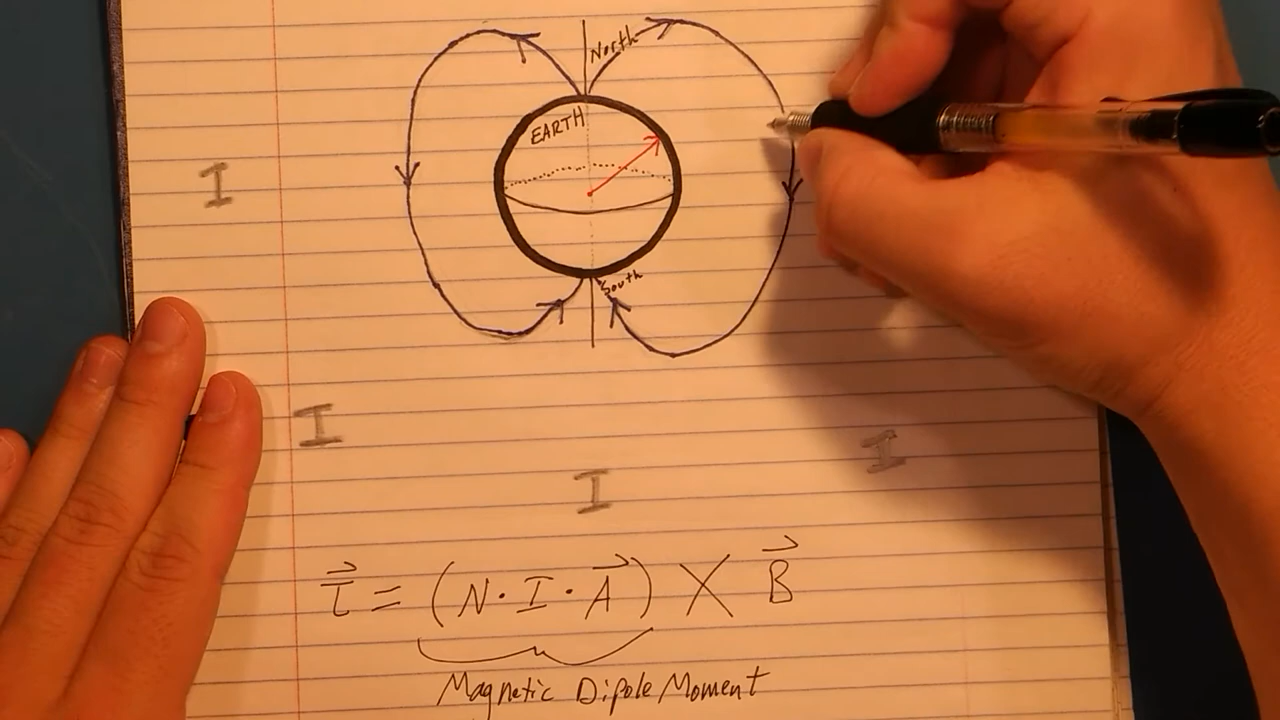 North
EARTH
I
South
I
I
I
τ⃗ = (N · I · A⃗) X B⃗
Magnetic Dipole Moment